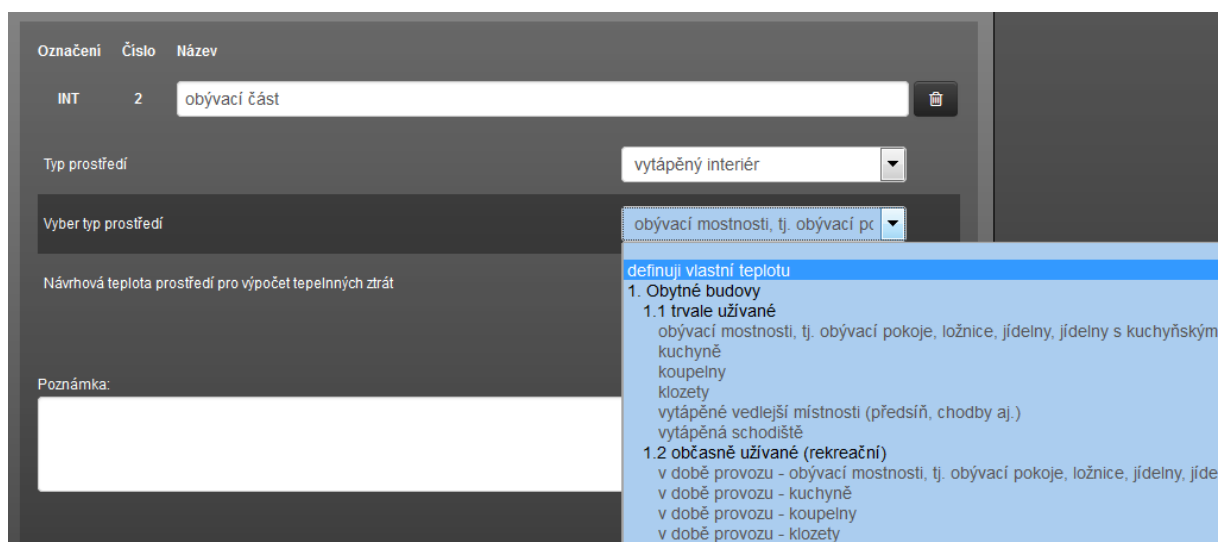 Označení Číslo Název
INT 2 obývací část
Typ prostředí vytápěný interiér
Vyber typ prostředí obývací mostnosti, tj. obývací po
definuji vlastní teplotu
Návrhová teplota prostředí pro výpočet tepelnných ztrát
1. Obytné budovy
1.1 trvale užívané
obývací mostnosti, tj. obývací pokoje, ložnice, jídelny, jídelny s kuchyňským
kuchyně
koupelny
klozety
vytápěné vedlejší místnosti (předsíň, chodby aj.)
vytápěná schodiště
1.2 občasně užívané (rekreační)
v době provozu - obývací mostnosti, tj. obývací pokoje, ložnice, jídelny, jíde
v době provozu - kuchyně
v době provozu - koupelny
v době provozu - klozety
Poznámka: